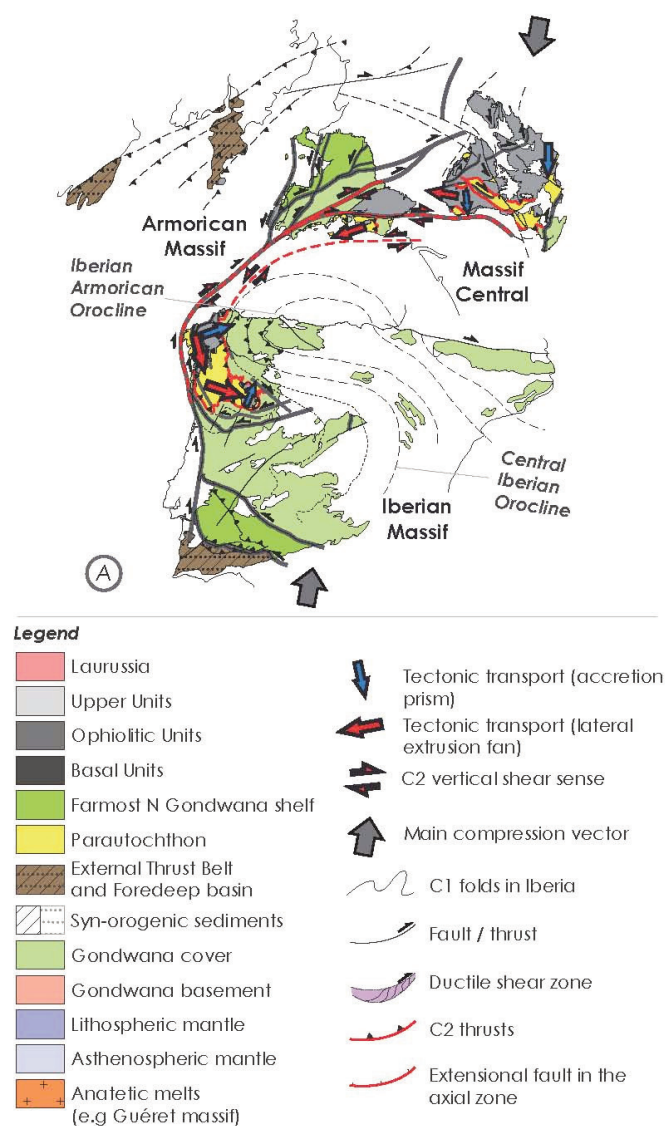 Armorican
Massif
Iberian
Armorican
Orocline
Massif
Central
Central
Iberian
Orocline
Iberian
Massif
A
Legend
Laurussia
Upper Units
Ophiolitic Units
Basal Units
Farmost N Gondwana shelf
Parautochthon
External Thrust Belt
and Foredeep basin
Syn-orogenic sediments
Gondwana cover
Gondwana basement
Lithospheric mantle
Asthenospheric mantle
Anatetic melts
(e.g Guéret massif)
Tectonic transport (accretion
prism)
Tectonic transport (lateral
extrusion fan)
C2 vertical shear sense
Main compression vector
C1 folds in Iberia
Fault / thrust
Ductile shear zone
C2 thrusts
Extensional fault in the
axial zone